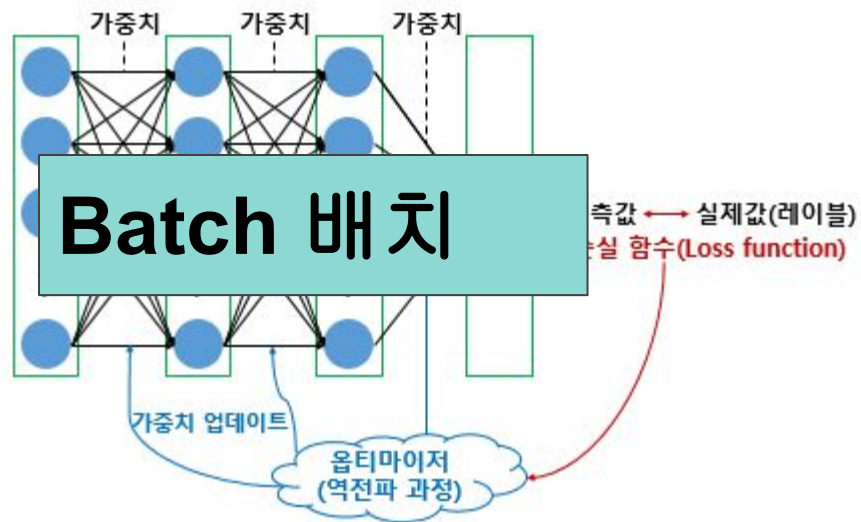 가중치 가중치 가중치
Batch 배치
측값 실제값(레이블)
함수(Loss function)
가중치 업데이트
옵티마이저
(역전파 과정)